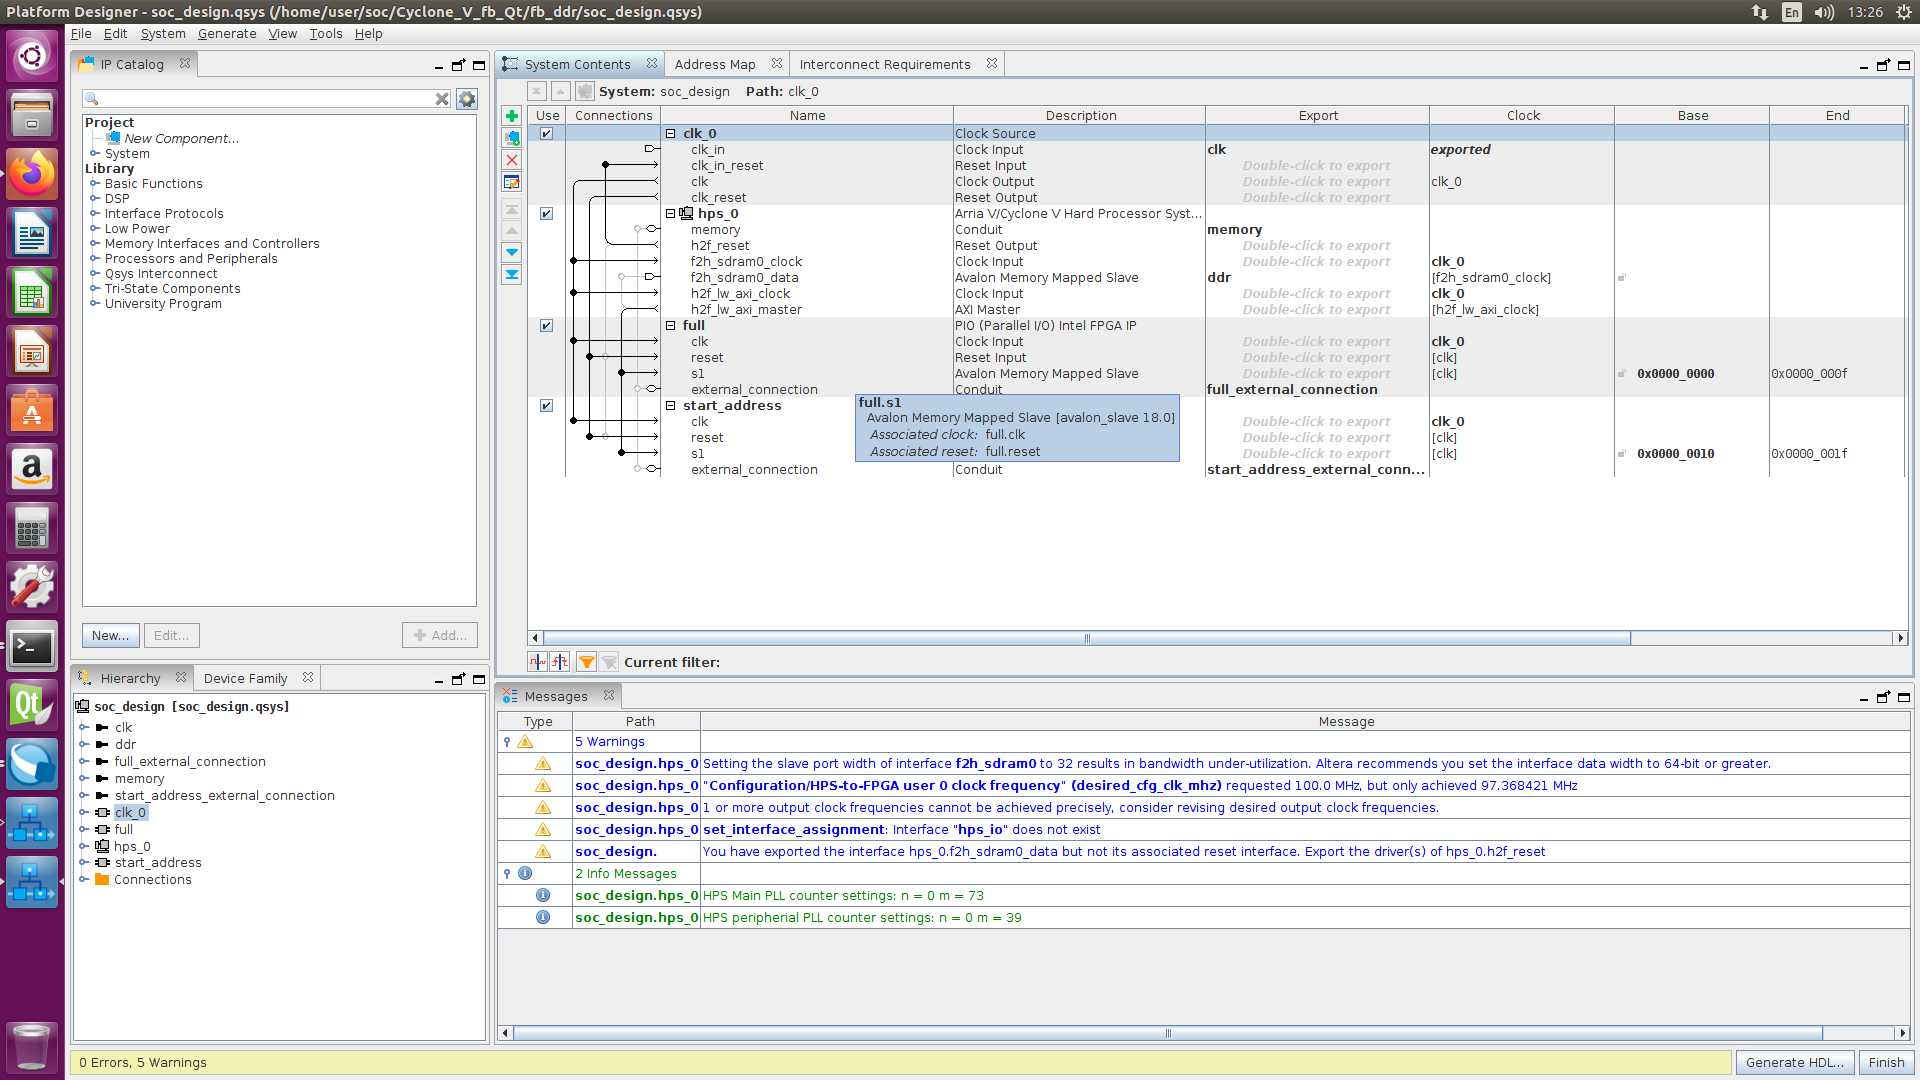 Platform Designer - soc_design.qsys (/home/user/soc/Cyclone_V_fb_Qt/fb_ddr/soc_design.qsys)
En
13:26
File Edit System Generate View Tools Help
IP Catalog
Project
New Component...
System
Library
Basic Functions
DSP
Interface Protocols
Low Power
Memory Interfaces and Controllers
Processors and Peripherals
Qsys Interconnect
Tri-State Components
University Program
New... Edit... Add...
Hierarchy Device Family
soc_design [soc_design.qsys]
clk
ddr
full_external_connection
memory
start_address_external_connection
clk_0
full
hps_0
start_address
Connections
System Contents Address Map Interconnect Requirements
System: soc_design Path: clk_0
Use Connections Name Description Export Clock Base End
clk_0 Clock Source
clk_in Clock Input clk exported
clk_in_reset Reset Input Double-click to export
clk Clock Output Double-click to export clk_0
clk_reset Reset Output Double-click to export
hps_0 Arria V/Cyclone V Hard Processor Syst...
memory Conduit memory
h2f_reset Reset Output Double-click to export
f2h_sdram0_clock Clock Input Double-click to export clk_0
f2h_sdram0_data Avalon Memory Mapped Slave ddr [f2h_sdram0_clock]
h2f_lw_axi_clock Clock Input Double-click to export clk_0
h2f_lw_axi_master AXI Master Double-click to export [h2f_lw_axi_clock]
full PIO (Parallel I/O) Intel FPGA IP
clk Clock Input Double-click to export clk_0
reset Reset Input Double-click to export [clk]
s1 Avalon Memory Mapped Slave Double-click to export [clk] 0x0000_0000 0x0000_000f
external_connection Conduit full_external_connection
start_address
clk Double-click to export clk_0
reset Double-click to export [clk]
s1 Double-click to export [clk] 0x0000_0010 0x0000_001f
external_connection Conduit start_address_external_conn...
full.s1
Avalon Memory Mapped Slave [avalon_slave 18.0]
Associated clock: full.clk
Associated reset: full.reset
Current filter:
Messages
Type Path Message
5 Warnings
soc_design.hps_0 Setting the slave port width of interface f2h_sdram0 to 32 results in bandwidth under-utilization. Altera recommends you set the interface data width to 64-bit or greater.
soc_design.hps_0 "Configuration/HPS-to-FPGA user 0 clock frequency" (desired_cfg_clk_mhz) requested 100.0 MHz, but only achieved 97.368421 MHz
soc_design.hps_0 1 or more output clock frequencies cannot be achieved precisely, consider revising desired output clock frequencies.
soc_design.hps_0 set_interface_assignment: Interface "hps_io" does not exist
soc_design. You have exported the interface hps_0.f2h_sdram0_data but not its associated reset interface. Export the driver(s) of hps_0.h2f_reset
2 Info Messages
soc_design.hps_0 HPS Main PLL counter settings: n = 0 m = 73
soc_design.hps_0 HPS peripherial PLL counter settings: n = 0 m = 39
0 Errors, 5 Warnings
Generate HDL... Finish